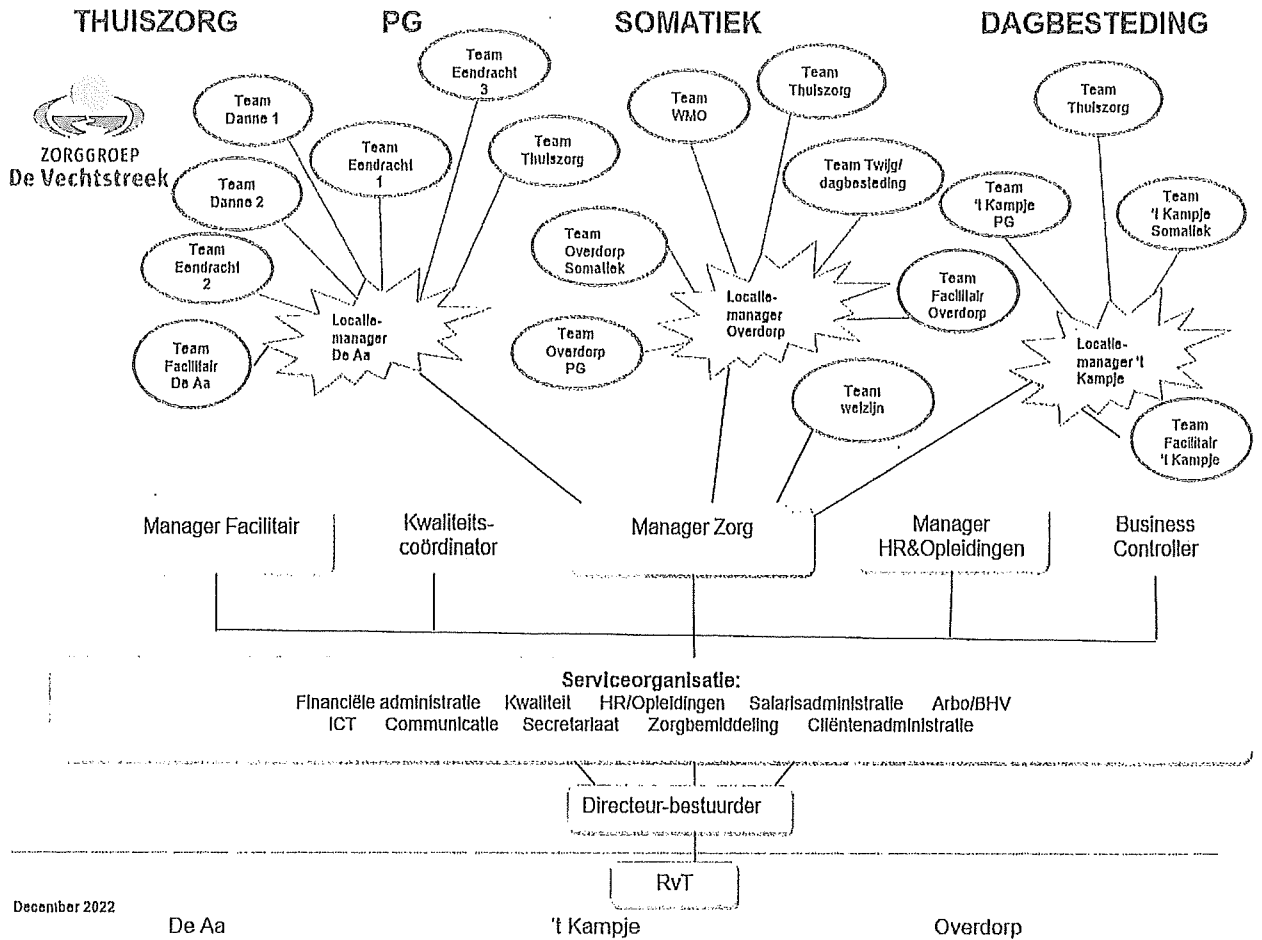 THUISZORG PG SOMATIEK DAGBESTEDING
ZORGGROEP
De Vechtstreek
Team
Danne 1
Team
Danne 2
Team
Eendracht
2
Team
Facilitair
De Aa
Team
Eendracht
1
Team
Eendracht
3
Team
Thuiszorg
Locatie-
manager
De Aa
Team
WMO
Team
Thuiszorg
Team Twijg/
dagbesteding
Team
Overdorp
Somatiek
Team
Overdorp
PG
Locatie-
manager
Overdorp
Team
Facilitair
Overdorp
Team
welzijn
Team
Thuiszorg
Team
't Kampje
PG
Team
't Kampje
Somatiek
Locatie-
manager 't
Kampje
Team
Facilitair
't Kampje
Manager Facilitair
Kwaliteits-
coördinator
Manager Zorg
Manager
HR&Opleidingen
Business
Controller
Serviceorganisatie:
Financiële administratie Kwaliteit HR/Opleidingen Salarisadministratie Arbo/BHV
ICT Communicatie Secretariaat Zorgbemiddeling Cliëntenadministratie
Directeur-bestuurder
RvT
December 2022
De Aa 't Kampje Overdorp